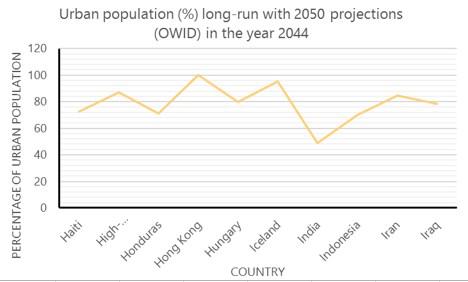 Urban population (%) long-run with 2050 projections
(OWID) in the year 2044
PERCENTAGE OF URBAN POPULATION
120
100
80
60
40
20
0
Haiti
High-...
Honduras
Hong Kong
Hungary
Iceland
India
Indonesia
Iran
Iraq
COUNTRY